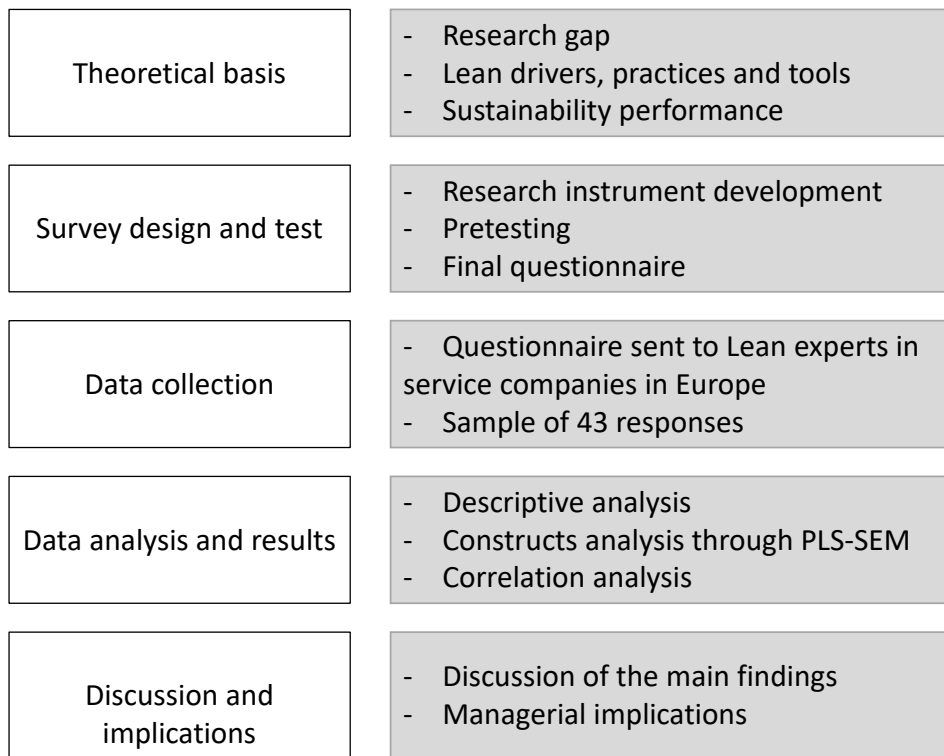 Theoretical basis
- Research gap
- Lean drivers, practices and tools
- Sustainability performance
Survey design and test
- Research instrument development
- Pretesting
- Final questionnaire
Data collection
- Questionnaire sent to Lean experts in
service companies in Europe
- Sample of 43 responses
Data analysis and results
- Descriptive analysis
- Constructs analysis through PLS-SEM
- Correlation analysis
Discussion and
implications
- Discussion of the main findings
- Managerial implications